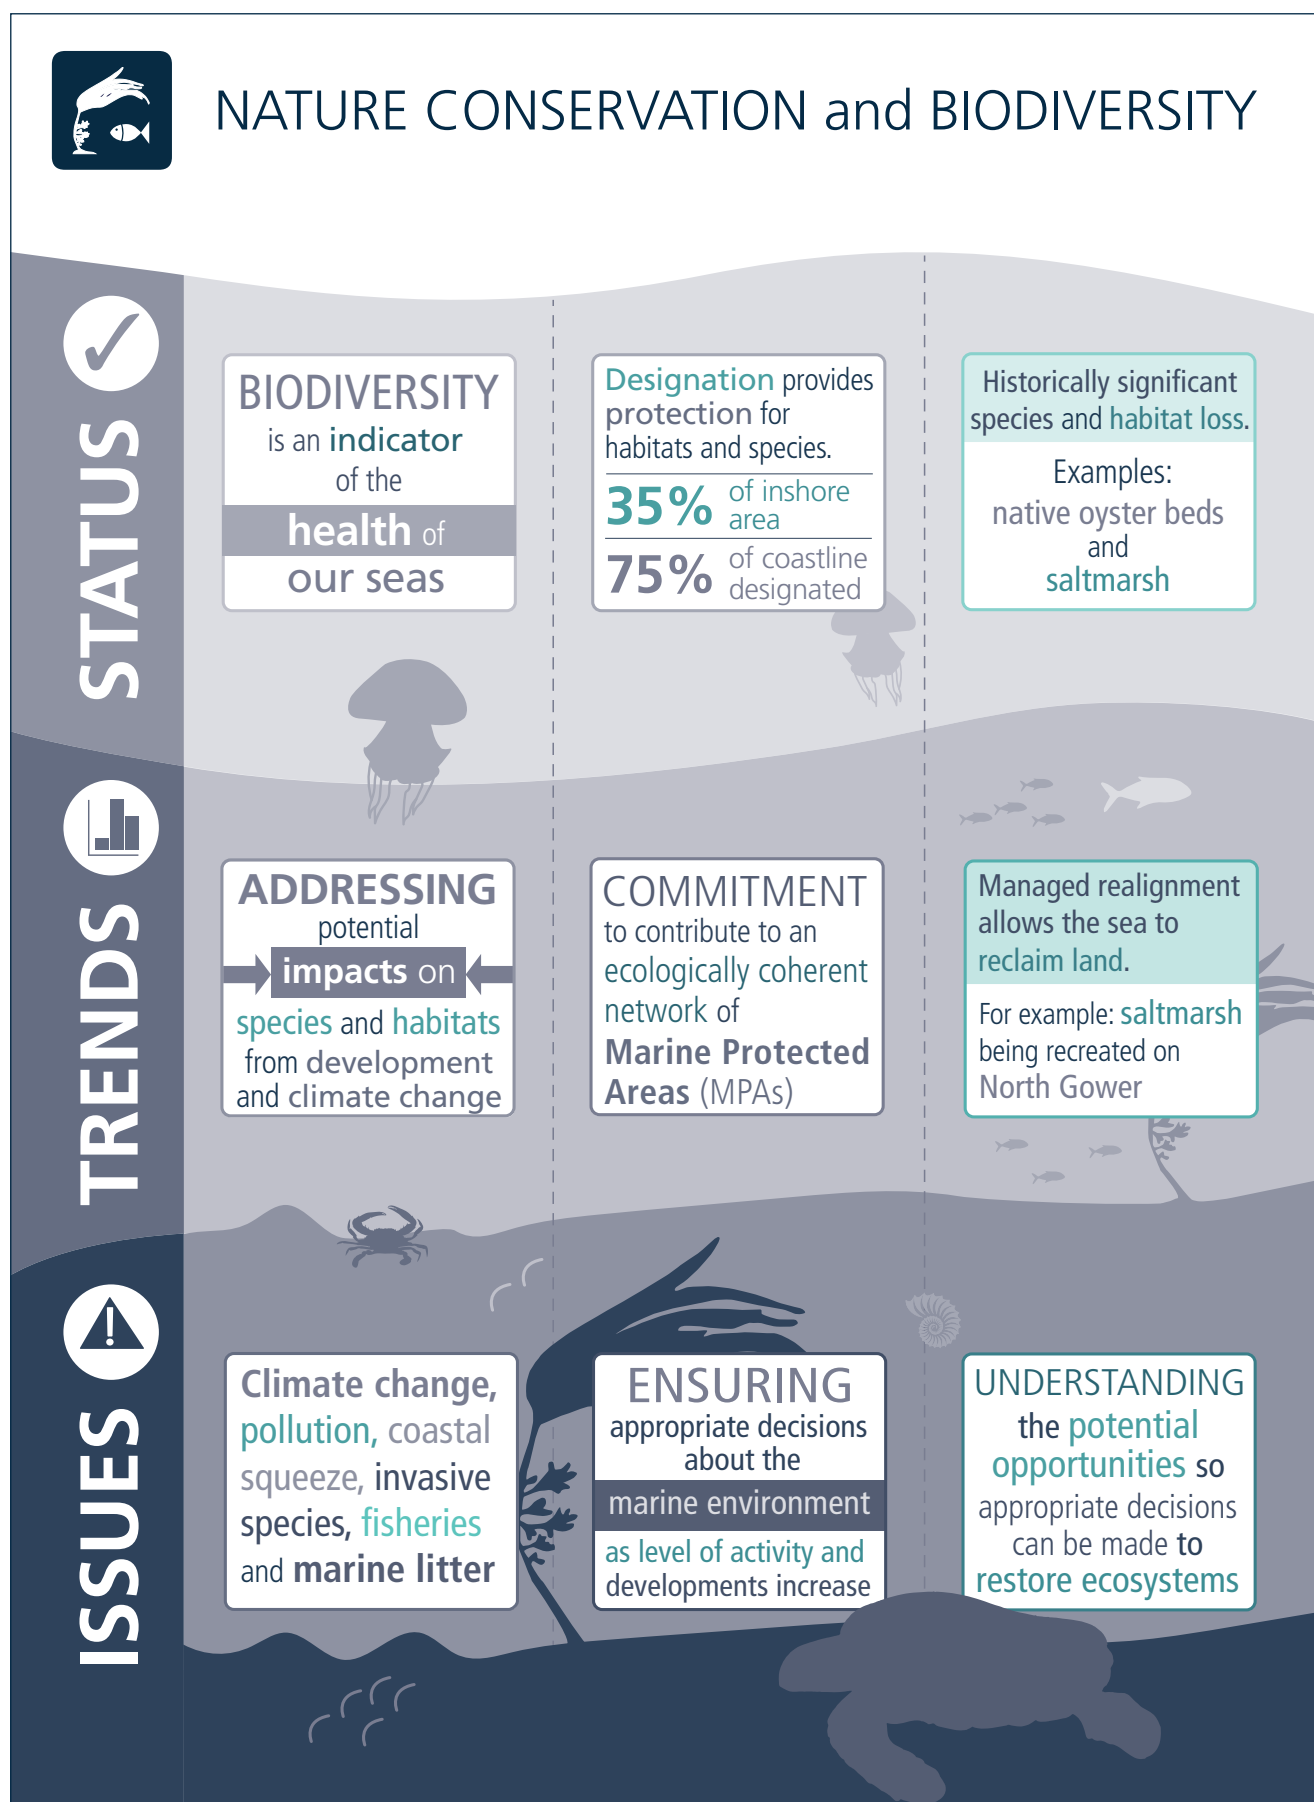 NATURE CONSERVATION and BIODIVERSITY
STATUS
BIODIVERSITY
is an indicator
of the
health of
our seas
Designation provides
protection for
habitats and species.
35% of inshore
area
75% of coastline
designated
Historically significant
species and habitat loss.
Examples:
native oyster beds
and
saltmarsh
TRENDS
ADDRESSING
potential
impacts on
species and habitats
from development
and climate change
COMMITMENT
to contribute to an
ecologically coherent
network of
Marine Protected
Areas (MPAs)
Managed realignment
allows the sea to
reclaim land.
For example: saltmarsh
being recreated on
North Gower
ISSUES
Climate change,
pollution, coastal
squeeze, invasive
species, fisheries
and marine litter
ENSURING
appropriate decisions
about the
marine environment
as level of activity and
developments increase
UNDERSTANDING
the potential
opportunities so
appropriate decisions
can be made to
restore ecosystems